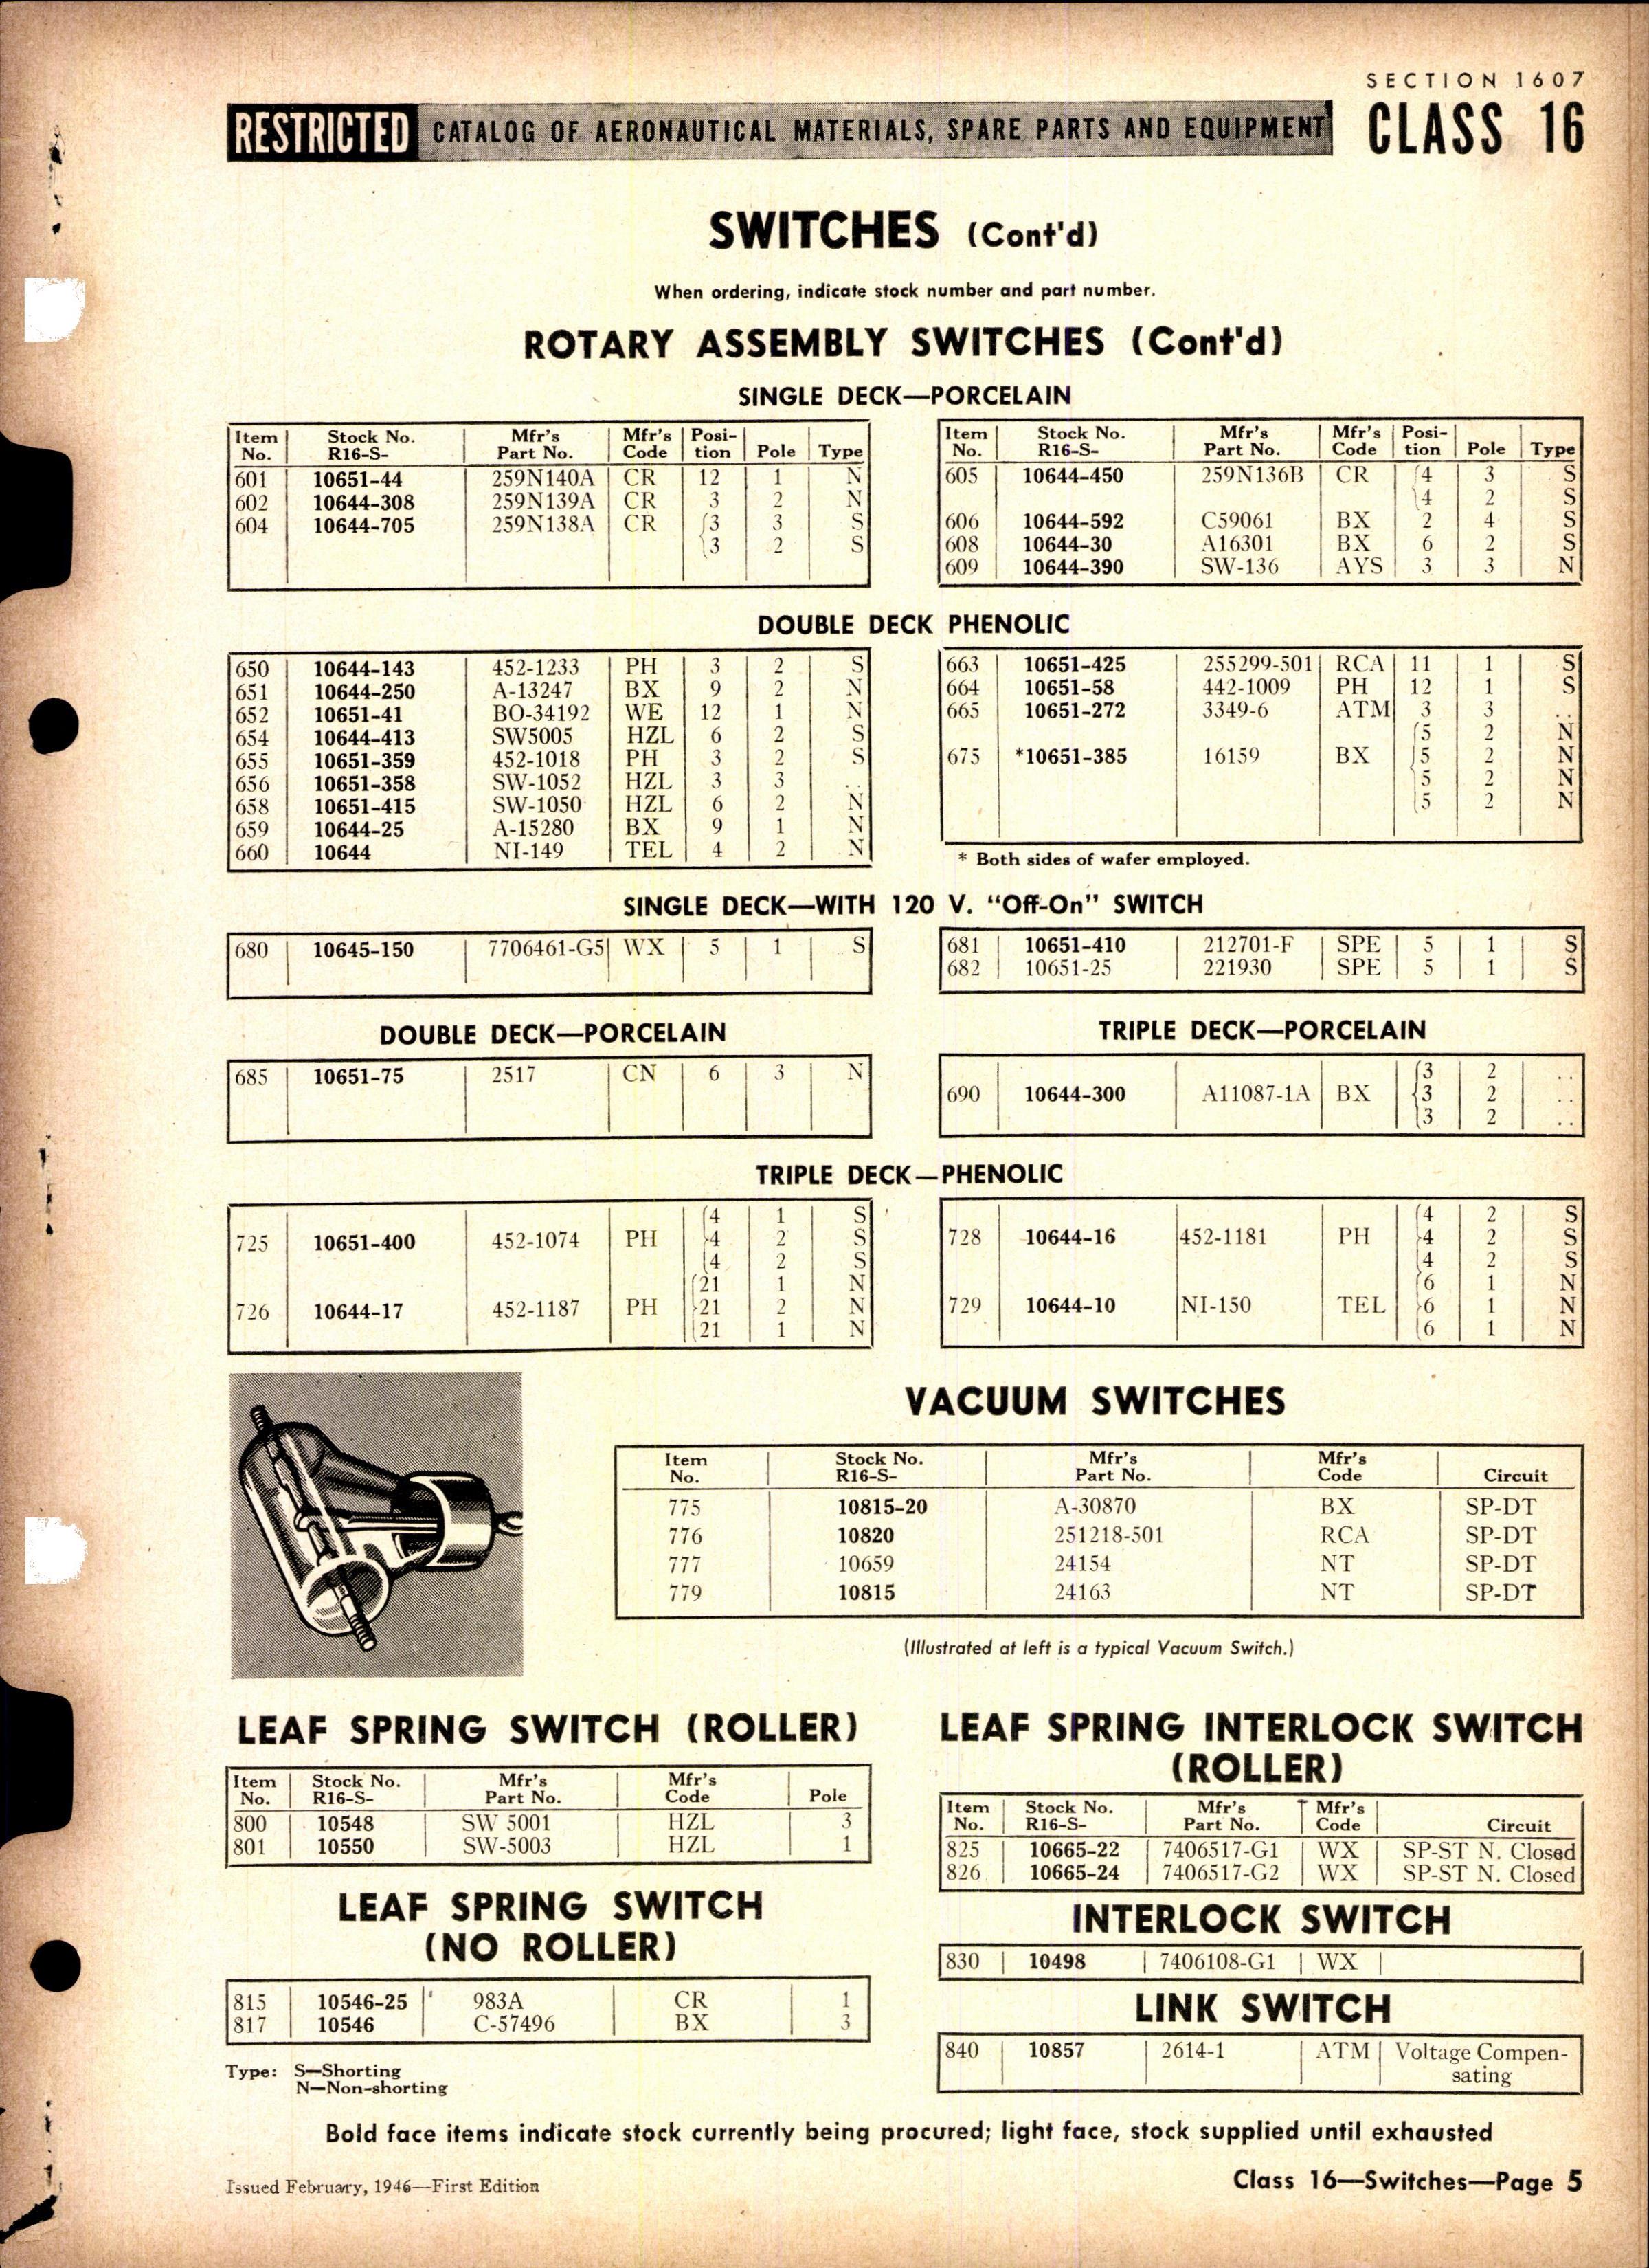 SECTION 1607
RESTRICTED CATALOG OF AERONAUTICAL MATERIALS, SPARE PARTS AND EQUIPMENT CLASS 16
SWITCHES (Cont'd)
When ordering, indicate stock number and part number.
ROTARY ASSEMBLY SWITCHES (Cont'd)
SINGLE DECK—PORCELAIN
Item No. Stock No. R16-S- Mfr's Part No. Mfr's Code Posi-tion Pole Type
601 10651-44 259N140A CR 12 1 N
602 10644-308 259N139A CR 3 2 N
604 10644-705 259N138A CR 3 3 S
3 2 S
Item No. Stock No. R16-S- Mfr's Part No. Mfr's Code Posi-tion Pole Type
605 10644-450 259N136B CR 4 3 S
4 2 S
606 10644-592 C59061 BX 2 4 S
608 10644-30 A16301 BX 6 2 S
609 10644-390 SW-136 AYS 3 3 N
DOUBLE DECK PHENOLIC
650 10644-143 452-1233 PH 3 2 S
651 10644-250 A-13247 BX 9 2 N
652 10651-41 BO-34192 WE 12 1 N
654 10644-413 SW5005 HZL 6 2 S
655 10651-359 452-1018 PH 3 2 S
656 10651-358 SW-1052 HZL 3 3 ..
658 10651-415 SW-1050 HZL 6 2 N
659 10644-25 A-15280 BX 9 1 N
660 10644 NI-149 TEL 4 2 N
663 10651-425 255299-501 RCA 11 1 S
664 10651-58 442-1009 PH 12 1 S
665 10651-272 3349-6 ATM 3 3 ..
5 2 N
675 *10651-385 16159 BX 5 2 N
5 2 N
5 2 N
* Both sides of wafer employed.
SINGLE DECK—WITH 120 V. "Off-On" SWITCH
680 10645-150 7706461-G5 WX 5 1 S
681 10651-410 212701-F SPE 5 1 S
682 10651-25 221930 SPE 5 1 S
DOUBLE DECK—PORCELAIN
685 10651-75 2517 CN 6 3 N
TRIPLE DECK—PORCELAIN
3 2 ..
690 10644-300 A11087-1A BX 3 2 ..
3 2 ..
TRIPLE DECK—PHENOLIC
4 1 S
725 10651-400 452-1074 PH 4 2 S
4 2 S
21 1 N
726 10644-17 452-1187 PH 21 2 N
21 1 N
4 2 S
728 10644-16 452-1181 PH 4 2 S
4 2 S
6 1 N
729 10644-10 NI-150 TEL 6 1 N
6 1 N
VACUUM SWITCHES
Item No. Stock No. R16-S- Mfr's Part No. Mfr's Code Circuit
775 10815-20 A-30870 BX SP-DT
776 10820 251218-501 RCA SP-DT
777 10659 24154 NT SP-DT
779 10815 24163 NT SP-DT
(Illustrated at left is a typical Vacuum Switch.)
LEAF SPRING SWITCH (ROLLER)
Item No. Stock No. R16-S- Mfr's Part No. Mfr's Code Pole
800 10548 SW 5001 HZL 3
801 10550 SW-5003 HZL 1
LEAF SPRING SWITCH
(NO ROLLER)
815 10546-25 983A CR 1
817 10546 C-57496 BX 3
Type: S—Shorting
N—Non-shorting
LEAF SPRING INTERLOCK SWITCH
(ROLLER)
Item No. Stock No. R16-S- Mfr's Part No. Mfr's Code Circuit
825 10665-22 7406517-G1 WX SP-ST N. Closed
826 10665-24 7406517-G2 WX SP-ST N. Closed
INTERLOCK SWITCH
830 10498 7406108-G1 WX
LINK SWITCH
840 10857 2614-1 ATM Voltage Compen-
sating
Bold face items indicate stock currently being procured; light face, stock supplied until exhausted
Issued February, 1946—First Edition
Class 16—Switches—Page 5